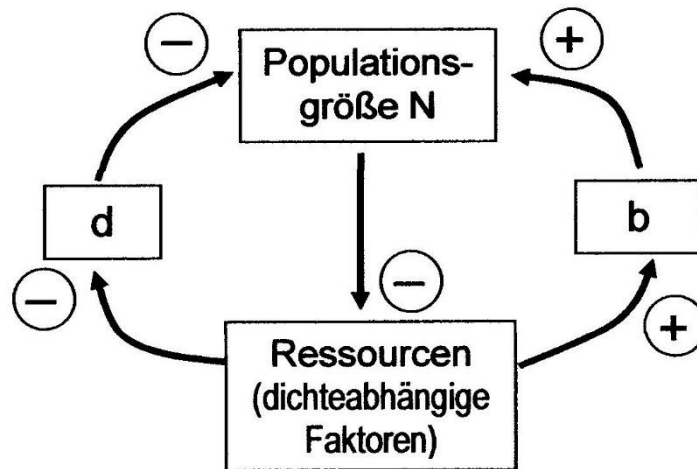 −
+
Populations-
größe N
d
b
−
−
+
Ressourcen
(dichteabhängige
Faktoren)